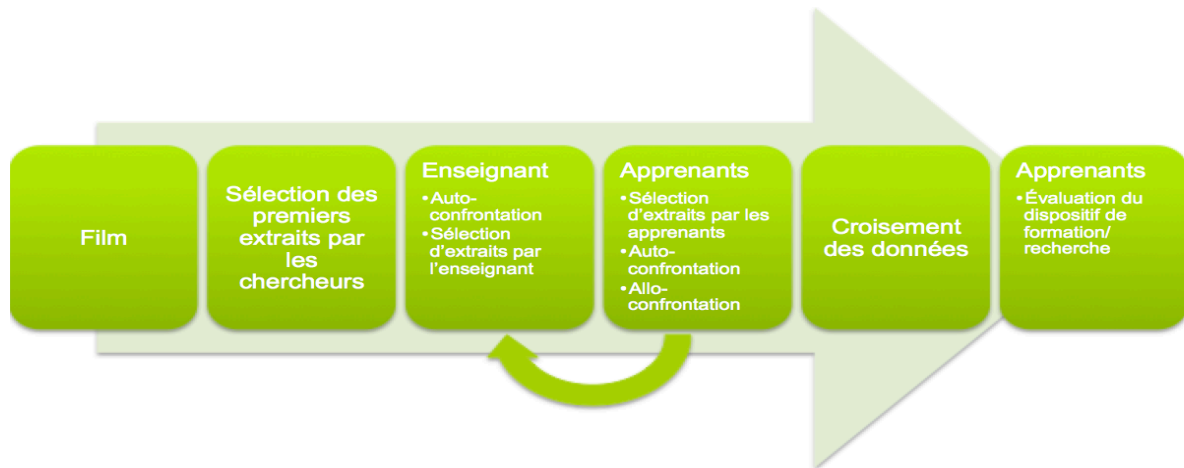 Film
Sélection des
premiers
extraits par
les
chercheurs
Enseignant
•Auto-
confrontation
•Sélection
d'extraits par
l'enseignant
Apprenants
•Sélection
d'extraits par les
apprenants
•Auto-
confrontation
•Allo-
confrontation
Croisement
des données
Apprenants
•Évaluation du
dispositif de
formation/
recherche